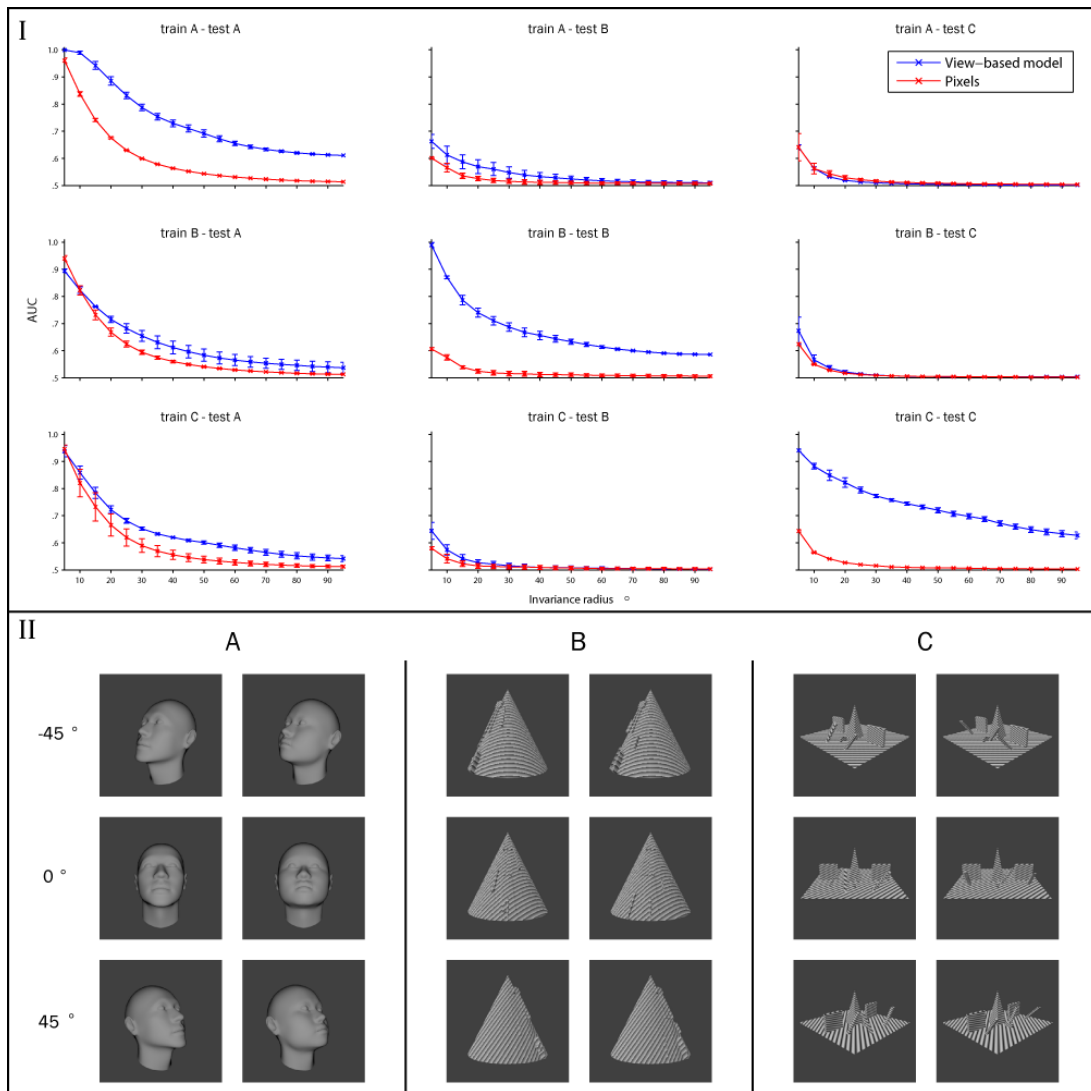 I
train A - test A
train A - test B
train A - test C
1.0
.9
.8
.7
.6
.5
View-based model
Pixels
train B - test A
train B - test B
train B - test C
AUC
1.0
.9
.8
.7
.6
.5
train C - test A
train C - test B
train C - test C
1.0
.9
.8
.7
.6
.5
10 20 30 40 50 60 70 80 90
10 20 30 40 50 60 70 80 90
10 20 30 40 50 60 70 80 90
Invariance radius °
II
A B C
-45 °
0 °
45 °